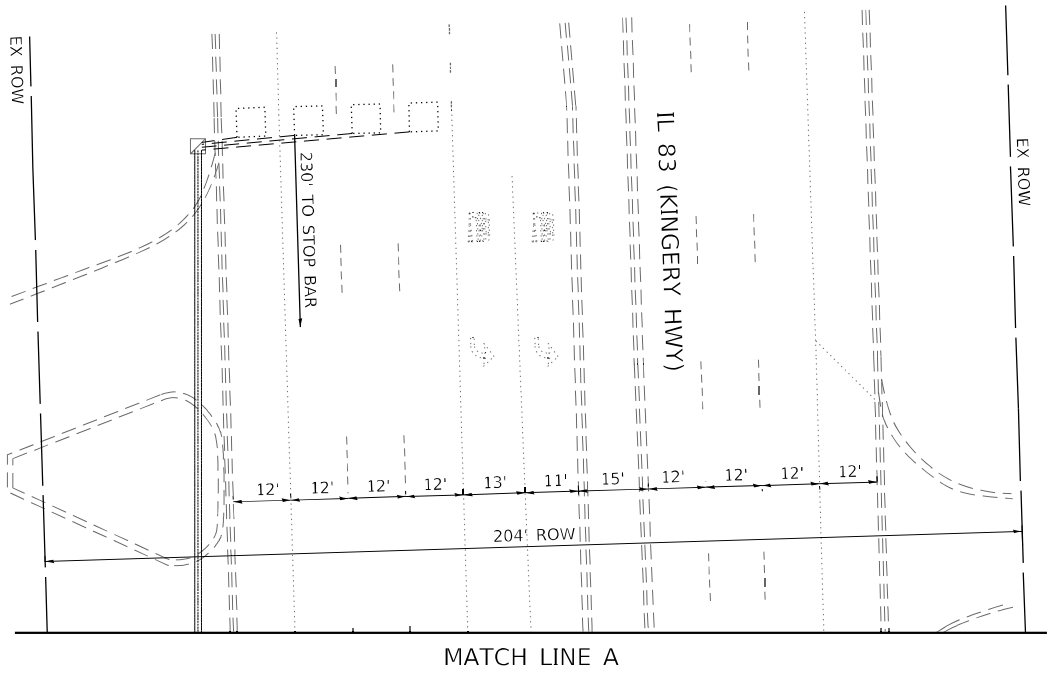 EX ROW
IL 83 (KINGERY HWY)
EX ROW
230' TO STOP BAR
12'
12'
12'
12'
13'
11'
15'
12'
12'
12'
12'
204' ROW
MATCH LINE A